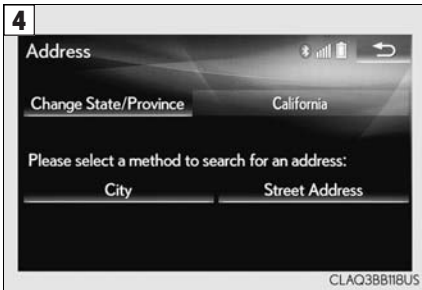 4
Address
Change State/Province California
Please select a method to search for an address:
City Street Address
CLAQ3BB118US